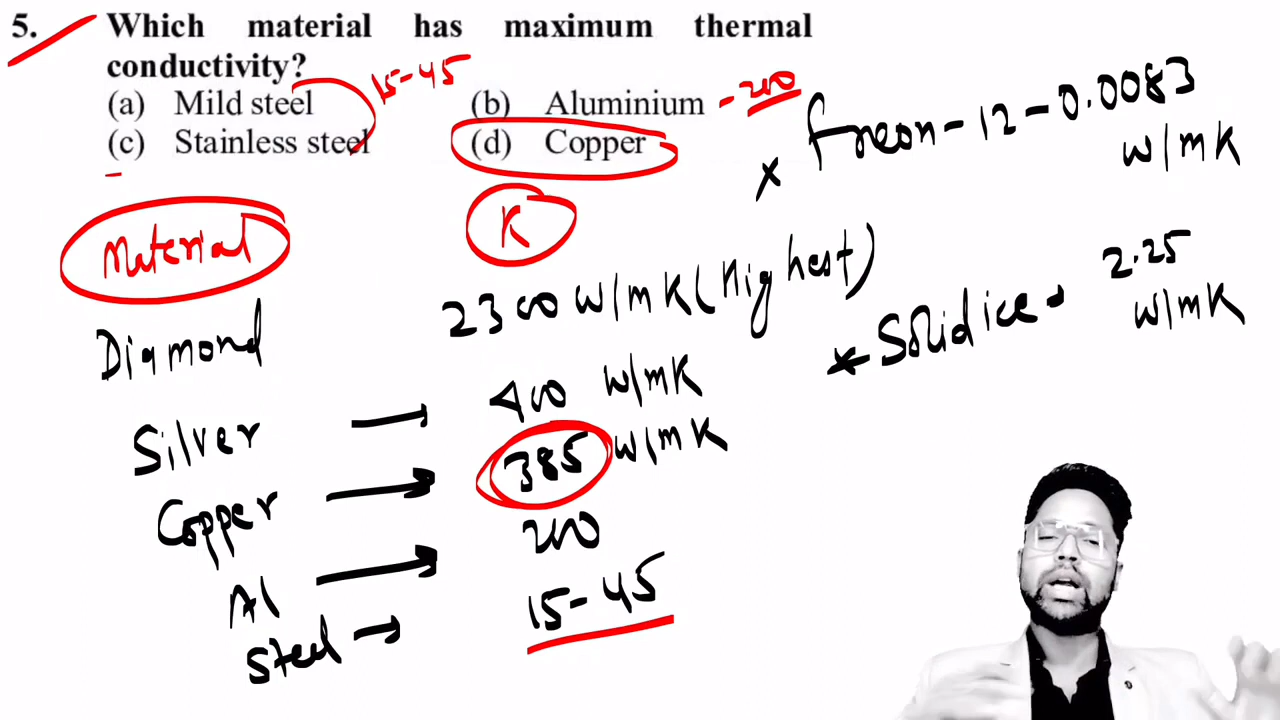 5. Which material has maximum thermal
conductivity?
(a) Mild steel 15-45 (b) Aluminium - 200
(c) Stainless steel (d) Copper
* Freon-12-0.0083
W/mK
Material K
Diamond 2300 W/mK (Highest)
* Solid ice - 2.25
W/mK
Silver → 400 W/mK
Copper → 385 W/mK
Al → 200
Steel → 15-45